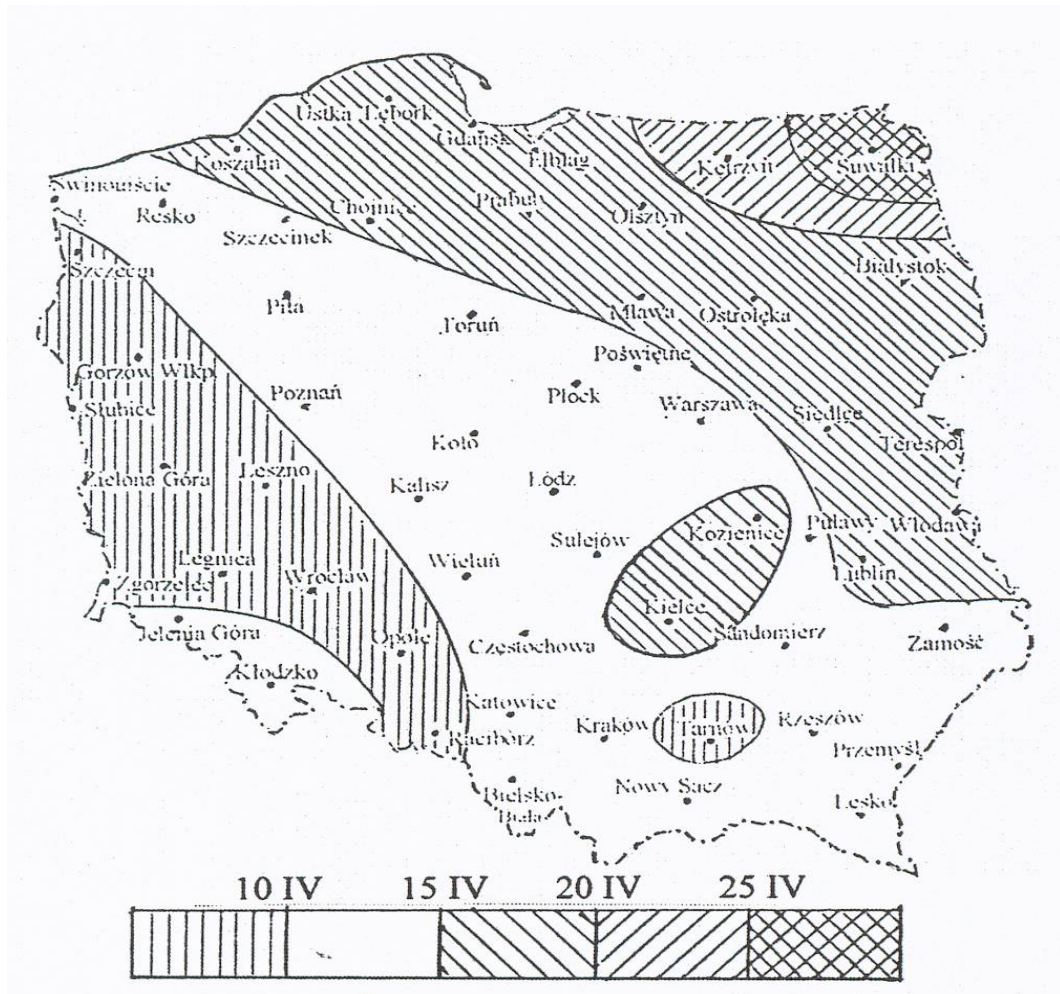 Ustka Lębork
Gdańsk
Koszalin
Elbląg
Kętrzyn
Suwałki
Świnoujście
Resko
Chojnice
Prabuty
Olsztyn
Szczecinek
Szczecin
Białystok
Piła
Toruń
Mława
Ostrołęka
Poświętne
Gorzów Wlkp
Poznań
Płock
Warszawa
Słubice
Siedlce
Koło
Terespol
Zielona Góra
Leszno
Kalisz
Łódź
Kozienice
Puławy
Włodawa
Sulejów
Legnica
Wieluń
Lublin
Zgorzelec
Wrocław
Kielce
Jelenia Góra
Opole
Częstochowa
Sandomierz
Zamość
Kłodzko
Katowice
Kraków
Tarnów
Rzeszów
Racibórz
Przemyśl
Bielsko
Biała
Nowy Sącz
Lesko
10 IV 15 IV 20 IV 25 IV